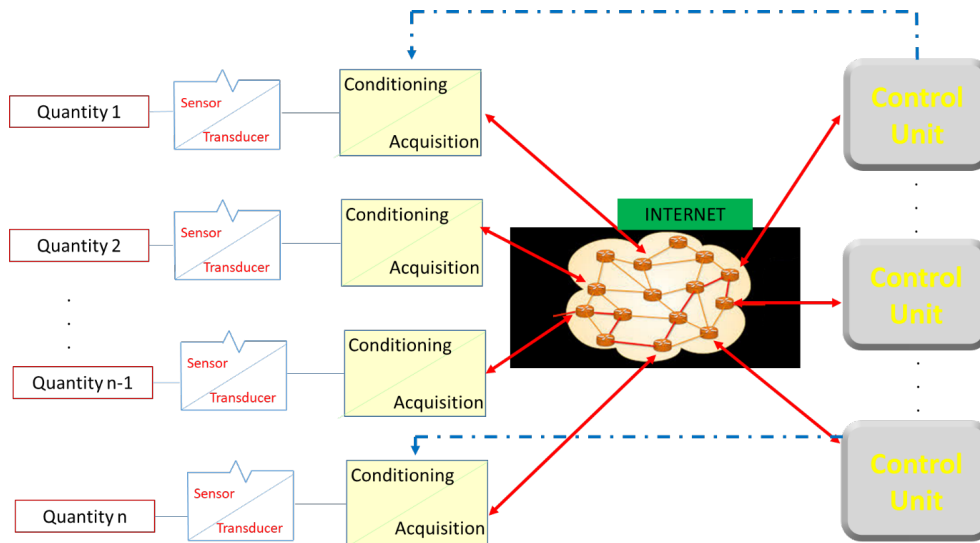 Quantity 1
Sensor
Transducer
Conditioning
Acquisition
Control
Unit
INTERNET
Quantity 2
Sensor
Transducer
Conditioning
Acquisition
Control
Unit
Quantity n-1
Sensor
Transducer
Conditioning
Acquisition
Quantity n
Sensor
Transducer
Conditioning
Acquisition
Control
Unit